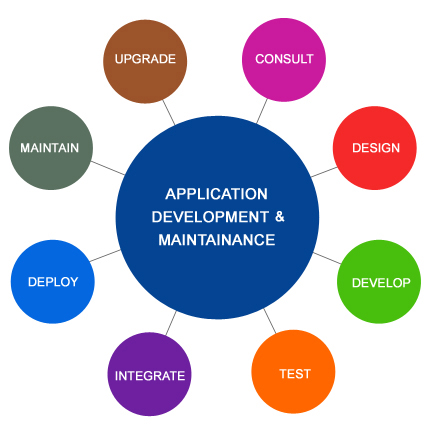 UPGRADE
CONSULT
MAINTAIN
DESIGN
APPLICATION
DEVELOPMENT &
MAINTAINANCE
DEPLOY
DEVELOP
INTEGRATE
TEST